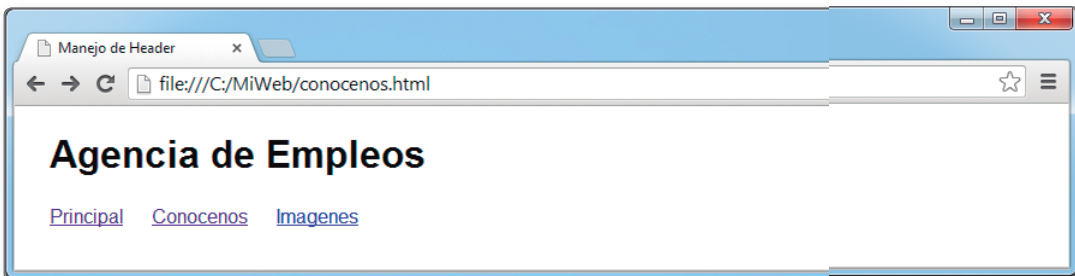 Manejo de Header
file:///C:/MiWeb/conocenos.html
Agencia de Empleos
Principal Conocenos Imagenes